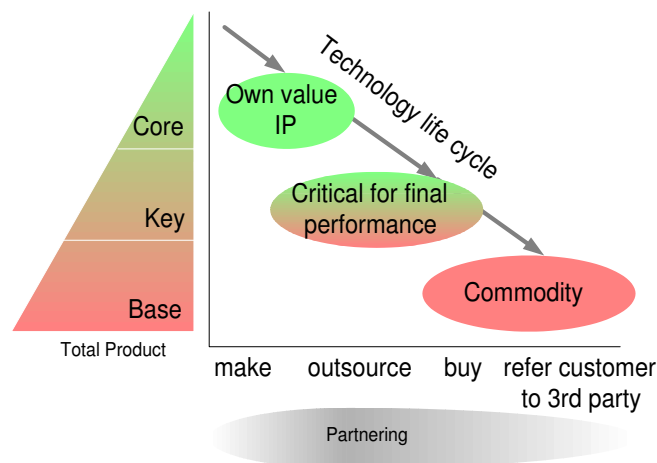 Technology life cycle
Own value
IP
Core
Critical for final
performance
Key
Commodity
Base
Total Product
make
outsource
buy
refer customer
to 3rd party
Partnering